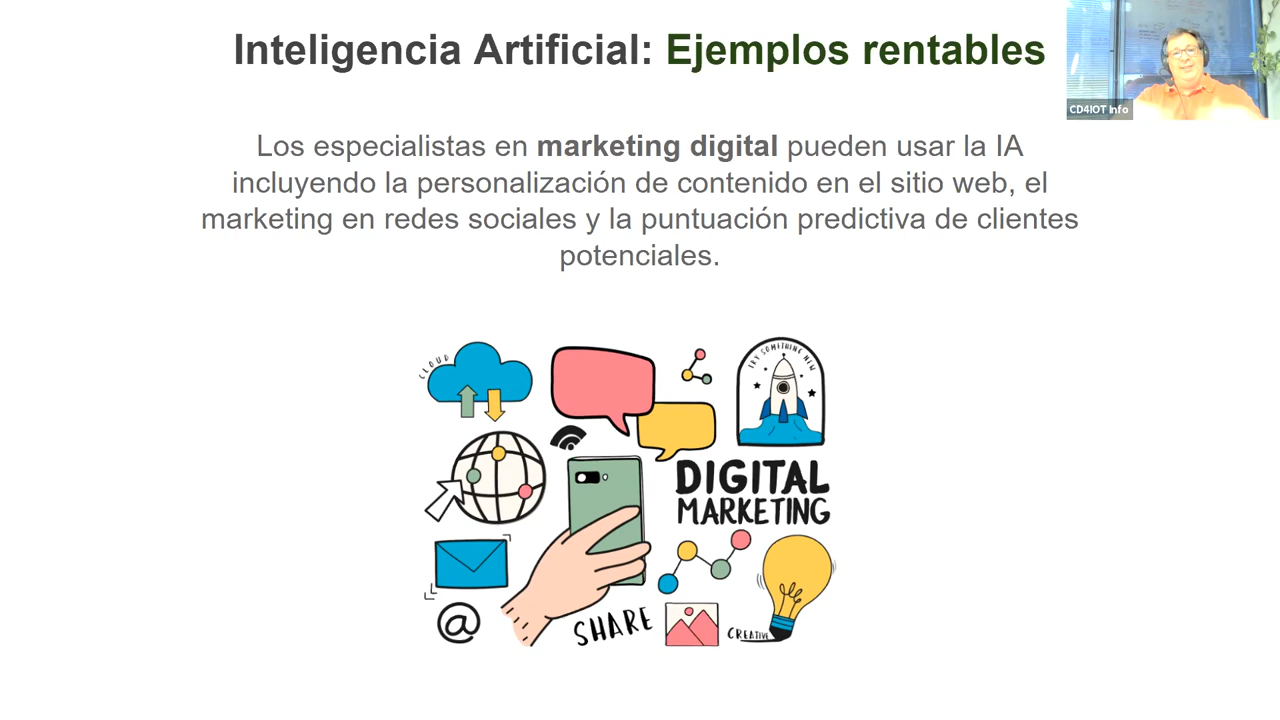 Inteligencia Artificial: Ejemplos rentables
CD4IOT Info
Los especialistas en marketing digital pueden usar la IA
incluyendo la personalización de contenido en el sitio web, el
marketing en redes sociales y la puntuación predictiva de clientes
potenciales.
CLOUD
TRY SOMETHING NEW
DIGITAL
MARKETING
@
SHARE
CREATIVE